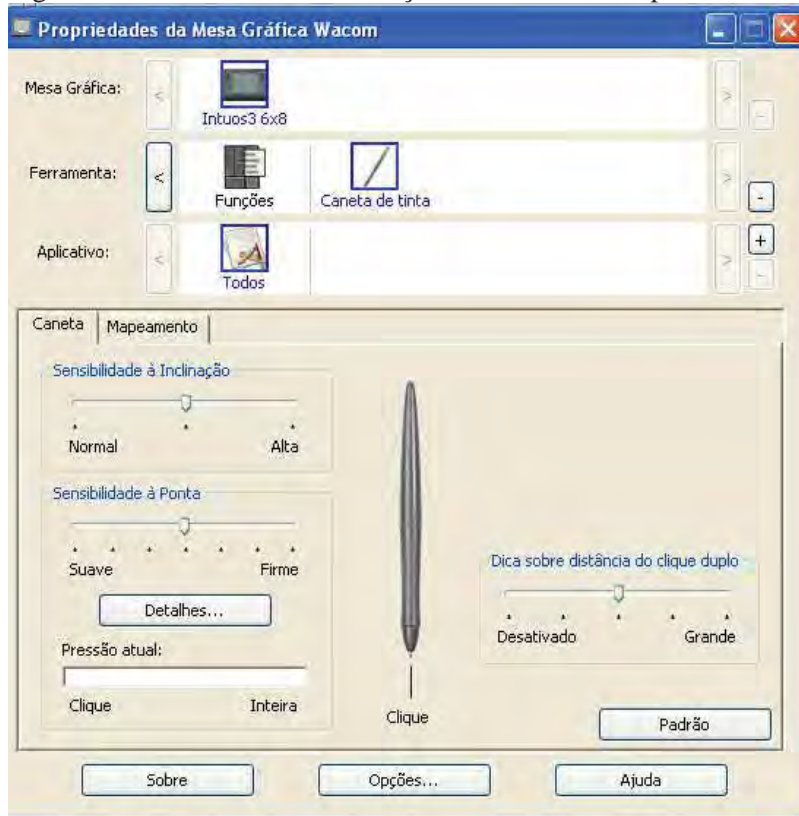 Propriedades da Mesa Gráfica Wacom
Mesa Gráfica:
Intuos3 6x8
Ferramenta:
Funções
Caneta de tinta
Aplicativo:
Todos
Caneta
Mapeamento
Sensibilidade à Inclinação
Normal
Alta
Sensibilidade à Ponta
Suave
Firme
Detalhes...
Pressão atual:
Clique
Inteira
Clique
Dica sobre distância do clique duplo
Desativado
Grande
Padrão
Sobre
Opções...
Ajuda